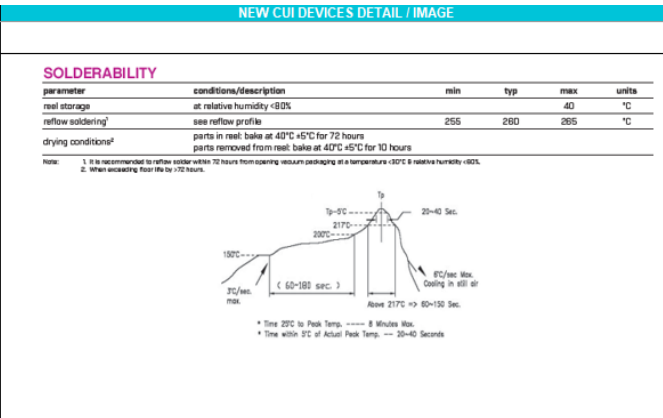 NEW CUI DEVICES DETAIL / IMAGE
SOLDERABILITY
parameter conditions/description min typ max units
reel storage at relative humidity <80% 40 °C
reflow soldering¹ see reflow profile 255 260 265 °C
drying conditions² parts in reel: bake at 40°C ±5°C for 72 hours
parts removed from reel: bake at 40°C ±5°C for 10 hours
Note: 1. It is recommended to reflow solder within 72 hours from opening vacuum packaging at a temperature <30°C & relative humidity <60%.
2. When exceeding floor life by >72 hours.
Tp
Tp-5°C 20~40 Sec.
217°C
200°C
150°C
3°C/sec. max.
( 60~180 sec. )
6°C/sec Max.
Cooling in still air
Above 217°C => 60~150 Sec.
* Time 25°C to Peak Temp. ---- 8 Minutes Max.
* Time within 5°C of Actual Peak Temp. -- 20~40 Seconds